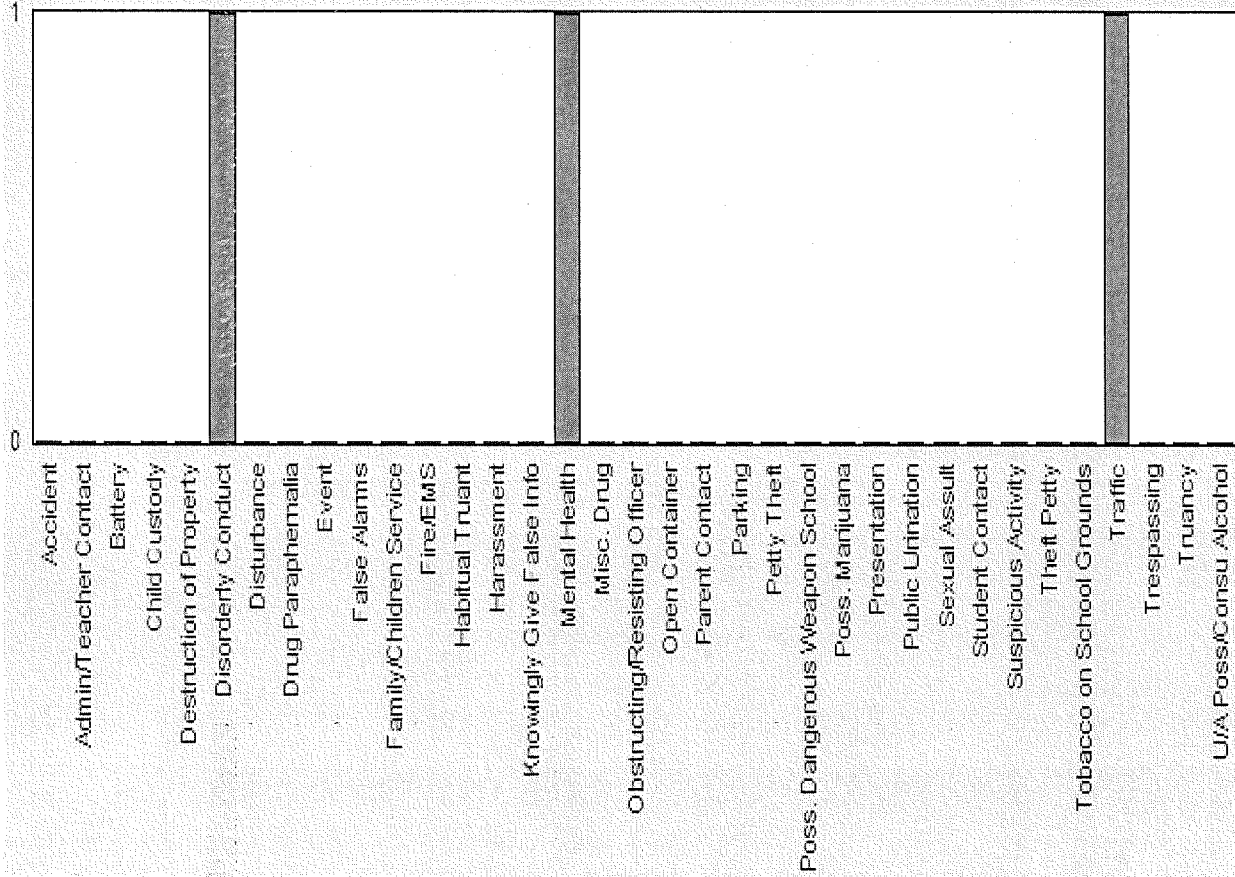 1
0
Accident
Admin/Teacher Contact
Battery
Child Custody
Destruction of Property
Disorderly Conduct
Disturbance
Drug Paraphernalia
Event
False Alarms
Family/Children Service
Fire/EMS
Habitual Truant
Harassment
Knowingly Give False Info
Mental Health
Misc. Drug
Obstructing/Resisting Officer
Open Container
Parent Contact
Parking
Petty Theft
Poss. Dangerous Weapon School
Poss. Marijuana
Presentation
Public Urination
Sexual Assult
Student Contact
Suspicious Activity
Theft Petty
Tobacco on School Grounds
Traffic
Trespassing
Truancy
U/A Poss/Consu Alcohol